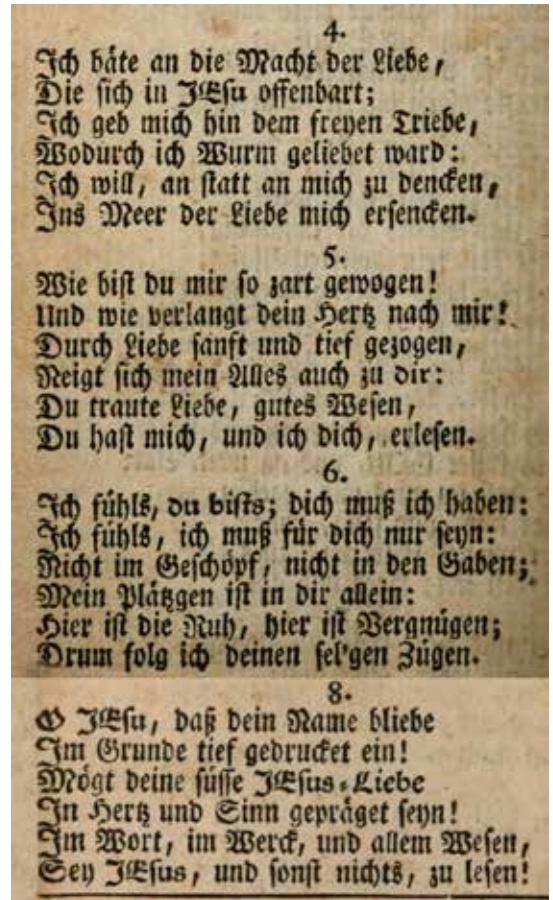 4.
Ich bäte an die Macht der Liebe,
Die sich in JEsu offenbart;
Ich geb mich hin dem freyen Triebe,
Wodurch ich Wurm geliebet ward:
Ich will, an statt an mich zu dencken,
Ins Meer der Liebe mich ersencken.
5.
Wie bist du mir so zart gewogen!
Und wie verlangt dein Hertz nach mir!
Durch Liebe sanft und tief gezogen,
Neigt sich mein Alles auch zu dir:
Du traute Liebe, gutes Wesen,
Du hast mich, und ich dich, erlesen.
6.
Ich fühls, du bists; dich muß ich haben:
Ich fühls, ich muß für dich nur seyn:
Nicht im Geschöpf, nicht in den Gaben;
Mein Plätzgen ist in dir allein:
Hier ist die Ruh, hier ist Vergnügen;
Drum folg ich deinen sel'gen Zügen.
8.
O JEsu, daß dein Name bliebe
Im Grunde tief gedrucket ein!
Mögt deine süsse JEsus-Liebe
In Hertz und Sinn gepräget seyn!
Im Wort, im Werck, und allem Wesen,
Sey JEsus, und sonst nichts, zu lesen!